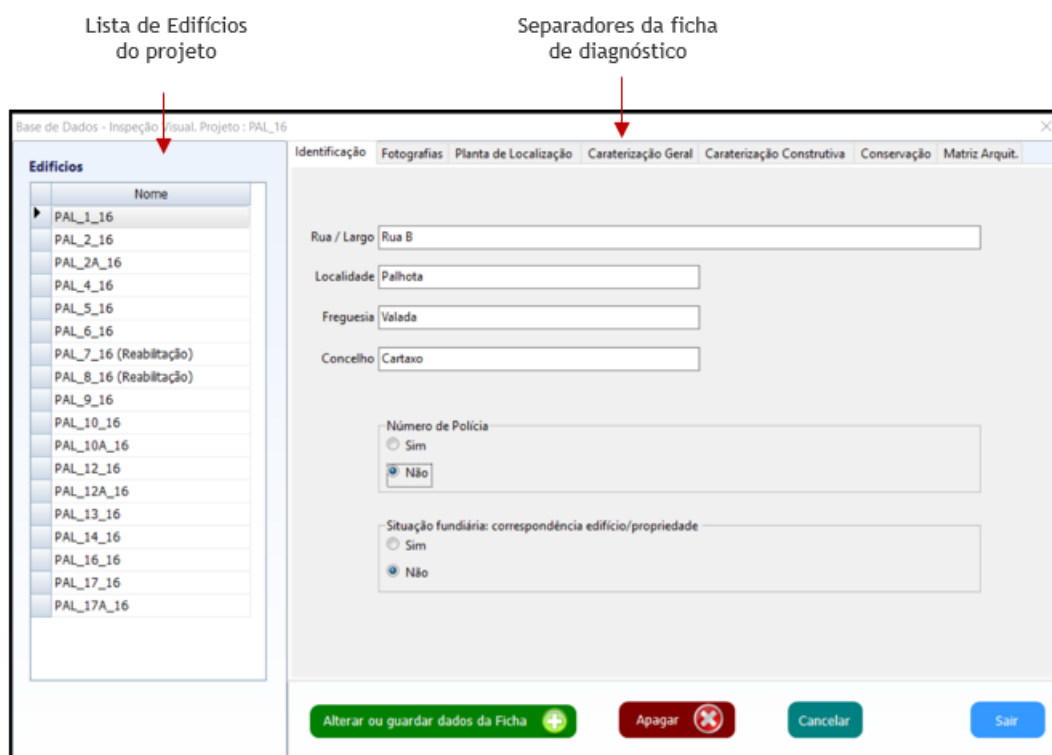 Lista de Edifícios
do projeto
Separadores da ficha
de diagnóstico
Base de Dados - Inspeção Visual. Projeto : PAL_16
Edificios
Nome
PAL_1_16
PAL_2_16
PAL_2A_16
PAL_4_16
PAL_5_16
PAL_6_16
PAL_7_16 (Reabilitação)
PAL_8_16 (Reabilitação)
PAL_9_16
PAL_10_16
PAL_10A_16
PAL_12_16
PAL_12A_16
PAL_13_16
PAL_14_16
PAL_16_16
PAL_17_16
PAL_17A_16
Identificação Fotografias Planta de Localização Caraterização Geral Caraterização Construtiva Conservação Matriz Arquit.
Rua / Largo Rua B
Localidade Palhota
Freguesia Valada
Concelho Cartaxo
Número de Polícia
Sim
Não
Situação fundiária: correspondência edifício/propriedade
Sim
Não
Alterar ou guardar dados da Ficha Apagar Cancelar Sair